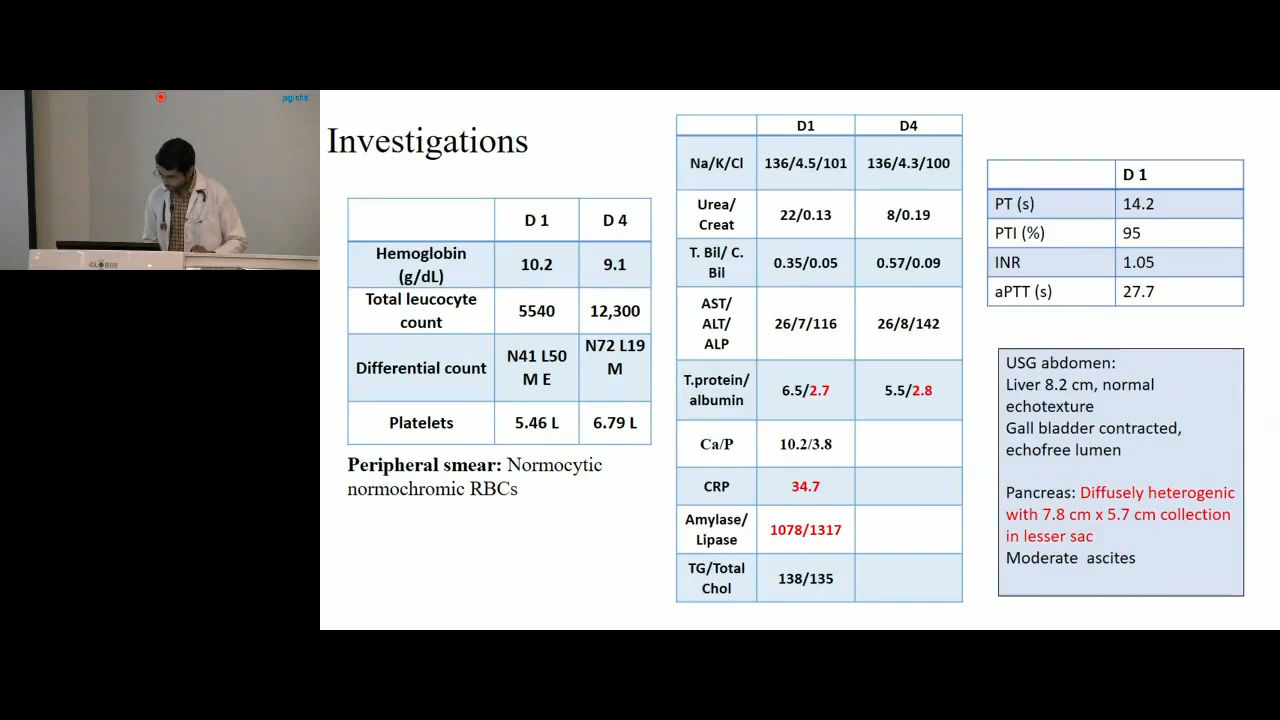 pgi chd
GLOBUS
Investigations
D 1 D 4
Hemoglobin
(g/dL) 10.2 9.1
Total leucocyte
count 5540 12,300
Differential count N41 L50
M E N72 L19
M
Platelets 5.46 L 6.79 L
Peripheral smear: Normocytic
normochromic RBCs
D1 D4
Na/K/Cl 136/4.5/101 136/4.3/100
Urea/
Creat 22/0.13 8/0.19
T. Bil/ C.
Bil 0.35/0.05 0.57/0.09
AST/
ALT/
ALP 26/7/116 26/8/142
T.protein/
albumin 6.5/2.7 5.5/2.8
Ca/P 10.2/3.8
CRP 34.7
Amylase/
Lipase 1078/1317
TG/Total
Chol 138/135
D 1
PT (s) 14.2
PTI (%) 95
INR 1.05
aPTT (s) 27.7
USG abdomen:
Liver 8.2 cm, normal
echotexture
Gall bladder contracted,
echofree lumen
Pancreas: Diffusely heterogenic
with 7.8 cm x 5.7 cm collection
in lesser sac
Moderate ascites